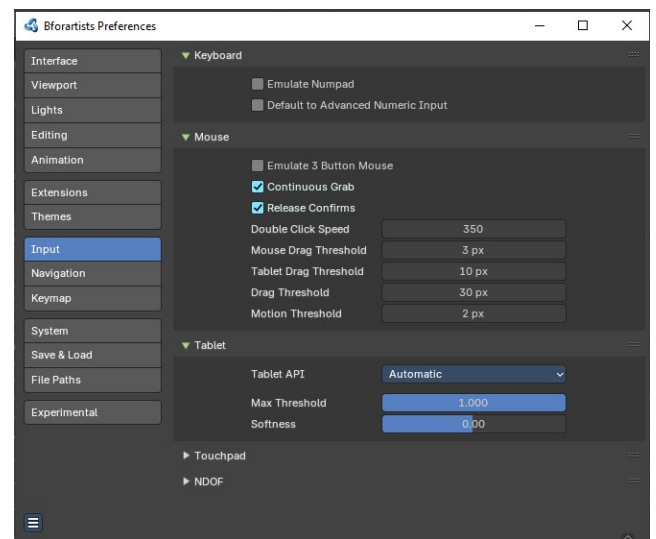 Bforartists Preferences
Interface
Viewport
Lights
Editing
Animation
Extensions
Themes
Input
Navigation
Keymap
System
Save & Load
File Paths
Experimental
Keyboard
Emulate Numpad
Default to Advanced Numeric Input
Mouse
Emulate 3 Button Mouse
Continuous Grab
Release Confirms
Double Click Speed 350
Mouse Drag Threshold 3 px
Tablet Drag Threshold 10 px
Drag Threshold 30 px
Motion Threshold 2 px
Tablet
Tablet API Automatic
Max Threshold 1.000
Softness 0.00
Touchpad
NDOF